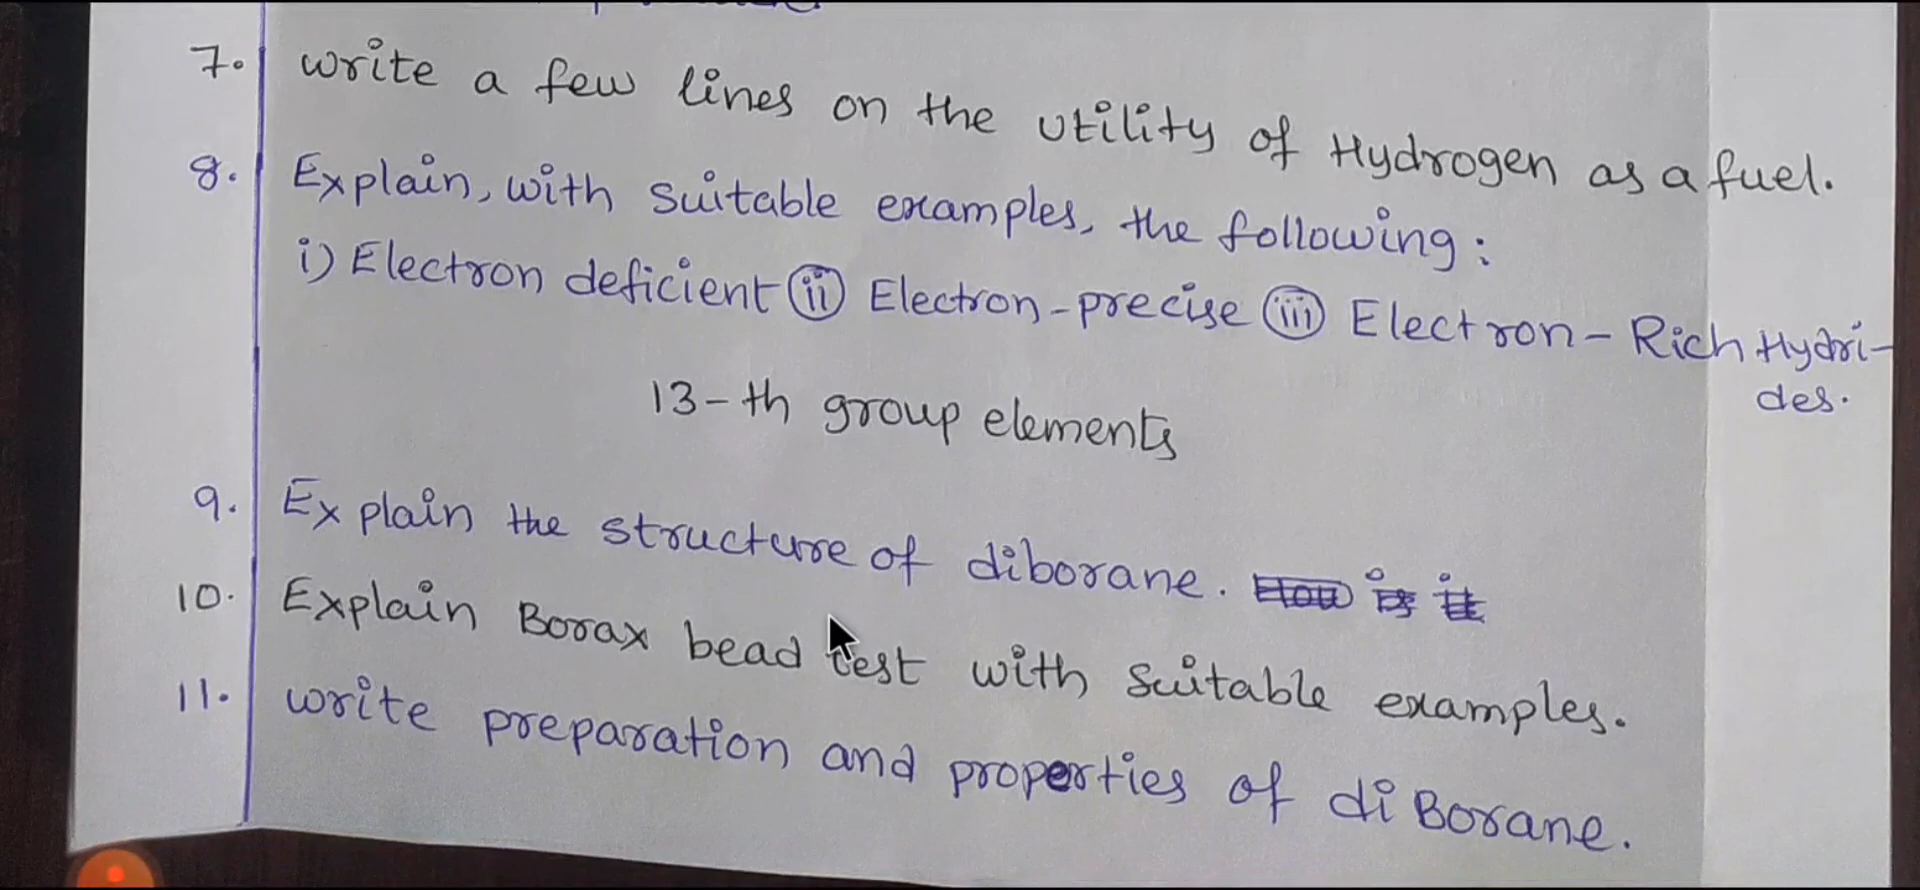 7. write a few lines on the utility of Hydrogen as a fuel.
8. Explain, with suitable examples, the following:
i) Electron deficient (ii) Electron-precise (iii) Electron-Rich Hydri-
des.
13-th group elements
9. Explain the structure of diborane.
10. Explain Borax bead test with suitable examples.
11. write preparation and properties of diBorane.